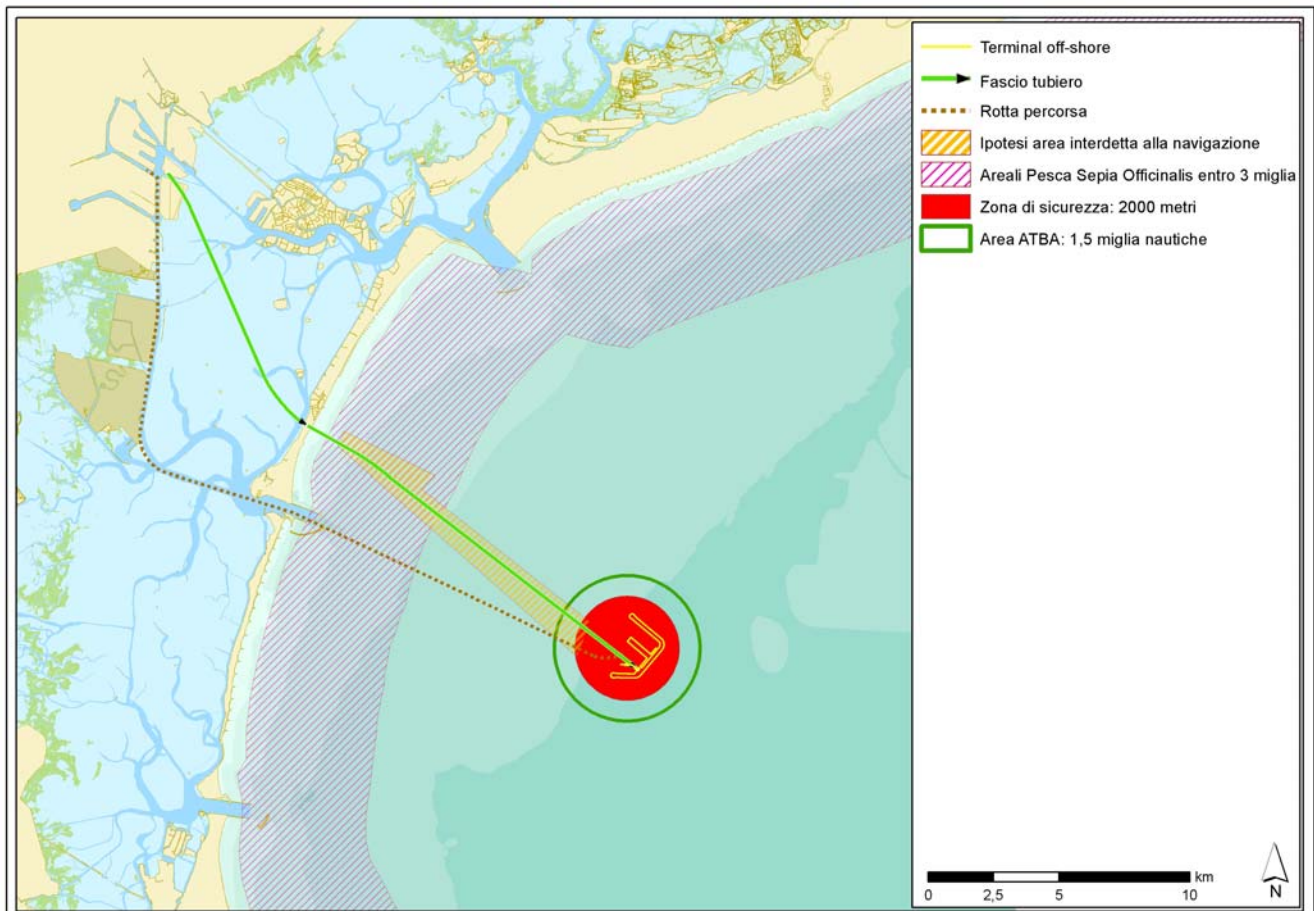 Terminal off-shore
Fascio tubiero
Rotta percorsa
Ipotesi area interdetta alla navigazione
Areali Pesca Sepia Officinalis entro 3 miglia
Zona di sicurezza: 2000 metri
Area ATBA: 1,5 miglia nautiche
km
0 2,5 5 10
N